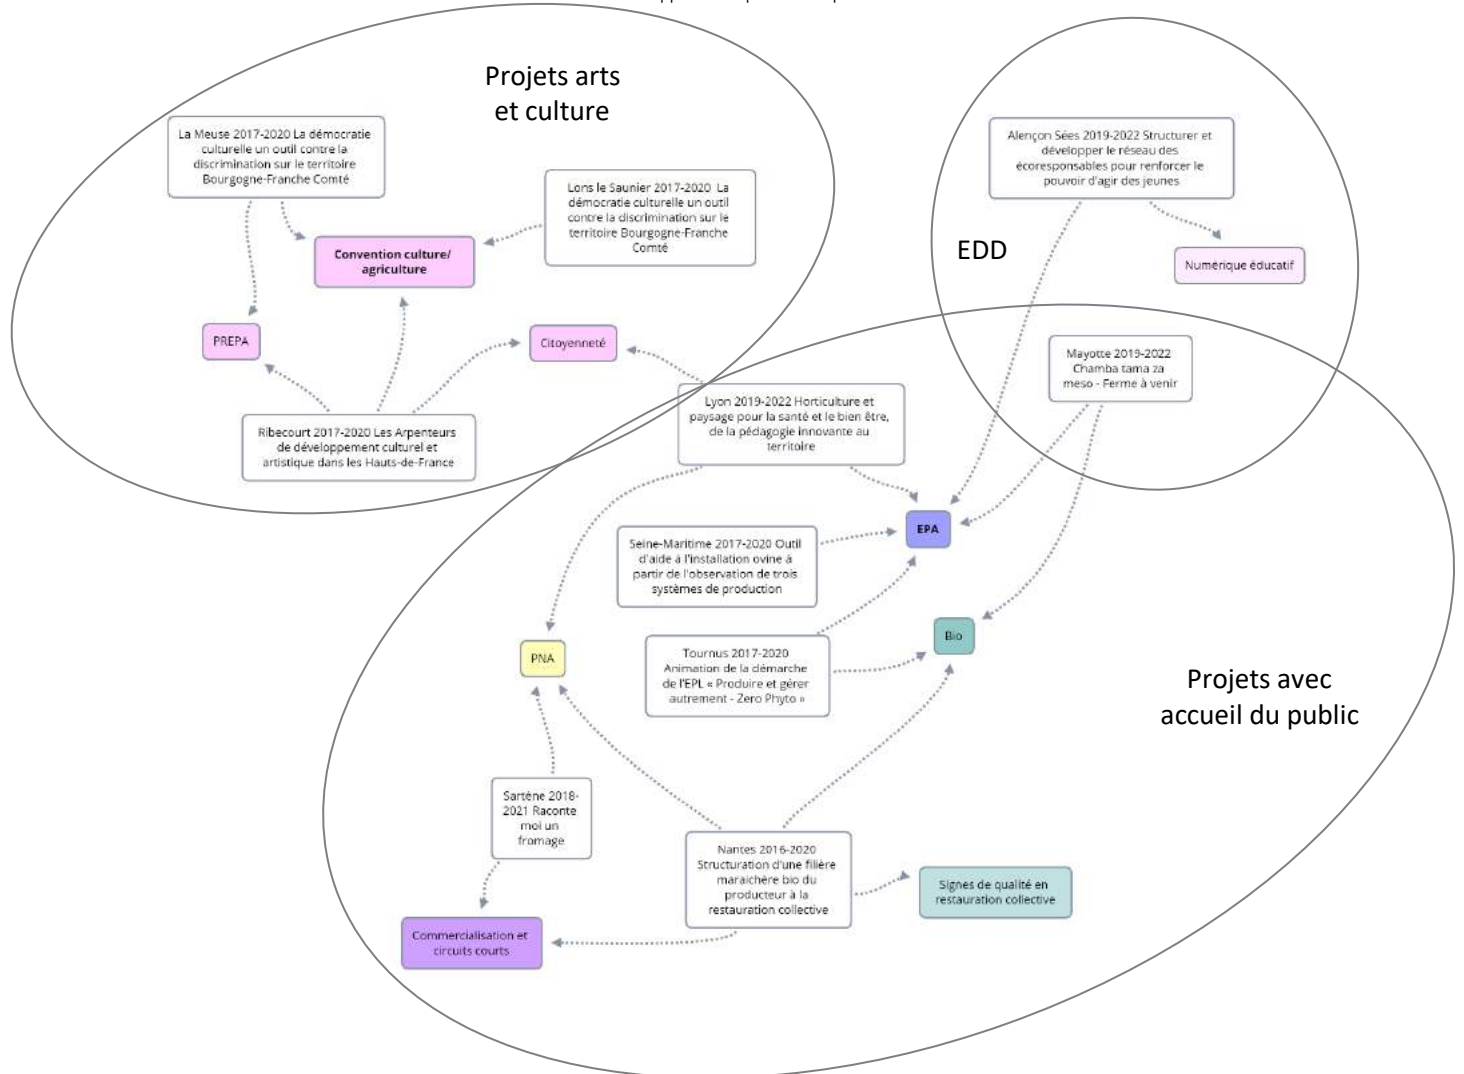 Projets arts
et culture
La Meuse 2017-2020 La démocratie
culturelle un outil contre la
discrimination sur le territoire
Bourgogne-Franche Comté
Lons le Saunier 2017-2020 La
démocratie culturelle un outil
contre la discrimination sur le
territoire Bourgogne-Franche
Comté
Convention culture/
agriculture
PREPA
Citoyenneté
Ribecourt 2017-2020 Les Arpenteurs
de développement culturel et
artistique dans les Hauts-de-France
Alençon Sées 2019-2022 Structurer et
développer le réseau des
écoresponsables pour renforcer le
pouvoir d'agir des jeunes
EDD
Numérique éducatif
Mayotte 2019-2022
Chamba tama za
meso - Ferme à venir
Lyon 2019-2022 Horticulture et
paysage pour la santé et le bien être,
de la pédagogie innovante au
territoire
EPA
Seine-Maritime 2017-2020 Outil
d'aide à l'installation ovine à
partir de l'observation de trois
systèmes de production
Bio
PNA
Tournus 2017-2020
Animation de la démarche
de l'EPL « Produire et gérer
autrement - Zero Phyto »
Projets avec
accueil du public
Sartène 2018-
2021 Raconte
moi un
fromage
Nantes 2016-2020
Structuration d'une filière
maraichère bio du
producteur à la
restauration collective
Signes de qualité en
restauration collective
Commercialisation et
circuits courts